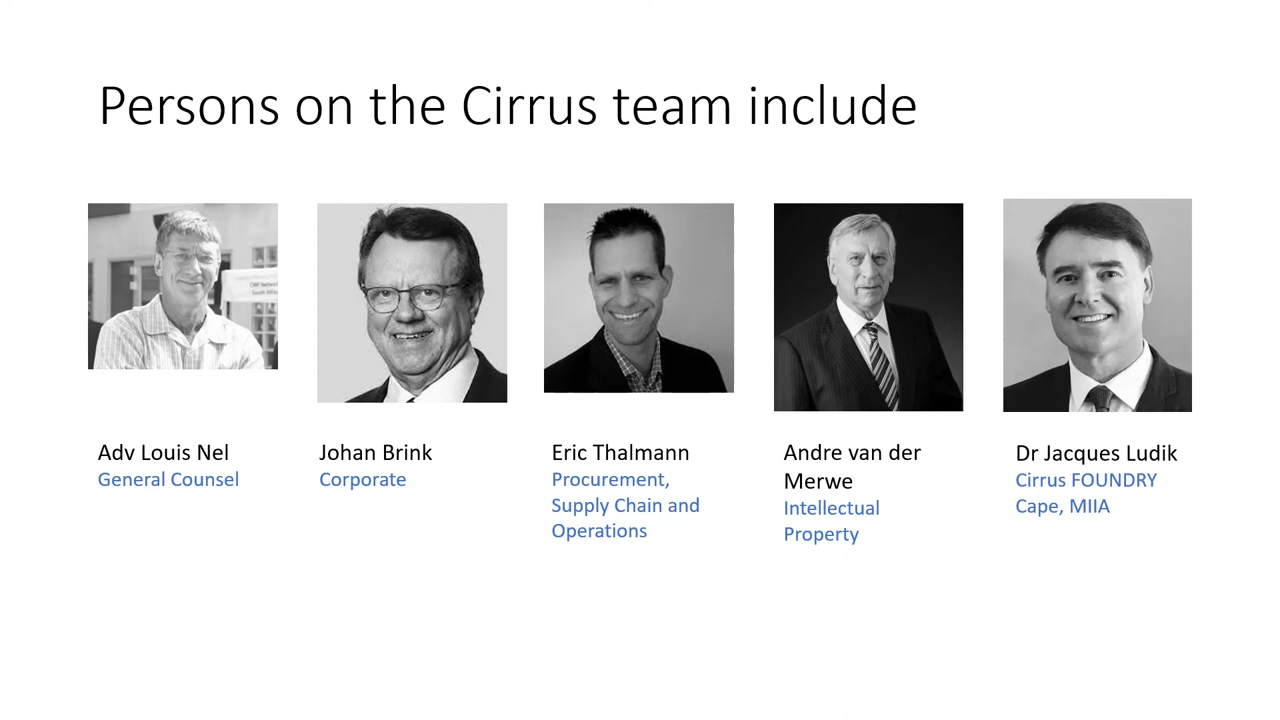 Persons on the Cirrus team include
Adv Louis Nel
General Counsel
Johan Brink
Corporate
Eric Thalmann
Procurement,
Supply Chain and
Operations
Andre van der
Merwe
Intellectual
Property
Dr Jacques Ludik
Cirrus FOUNDRY
Cape, MIIA